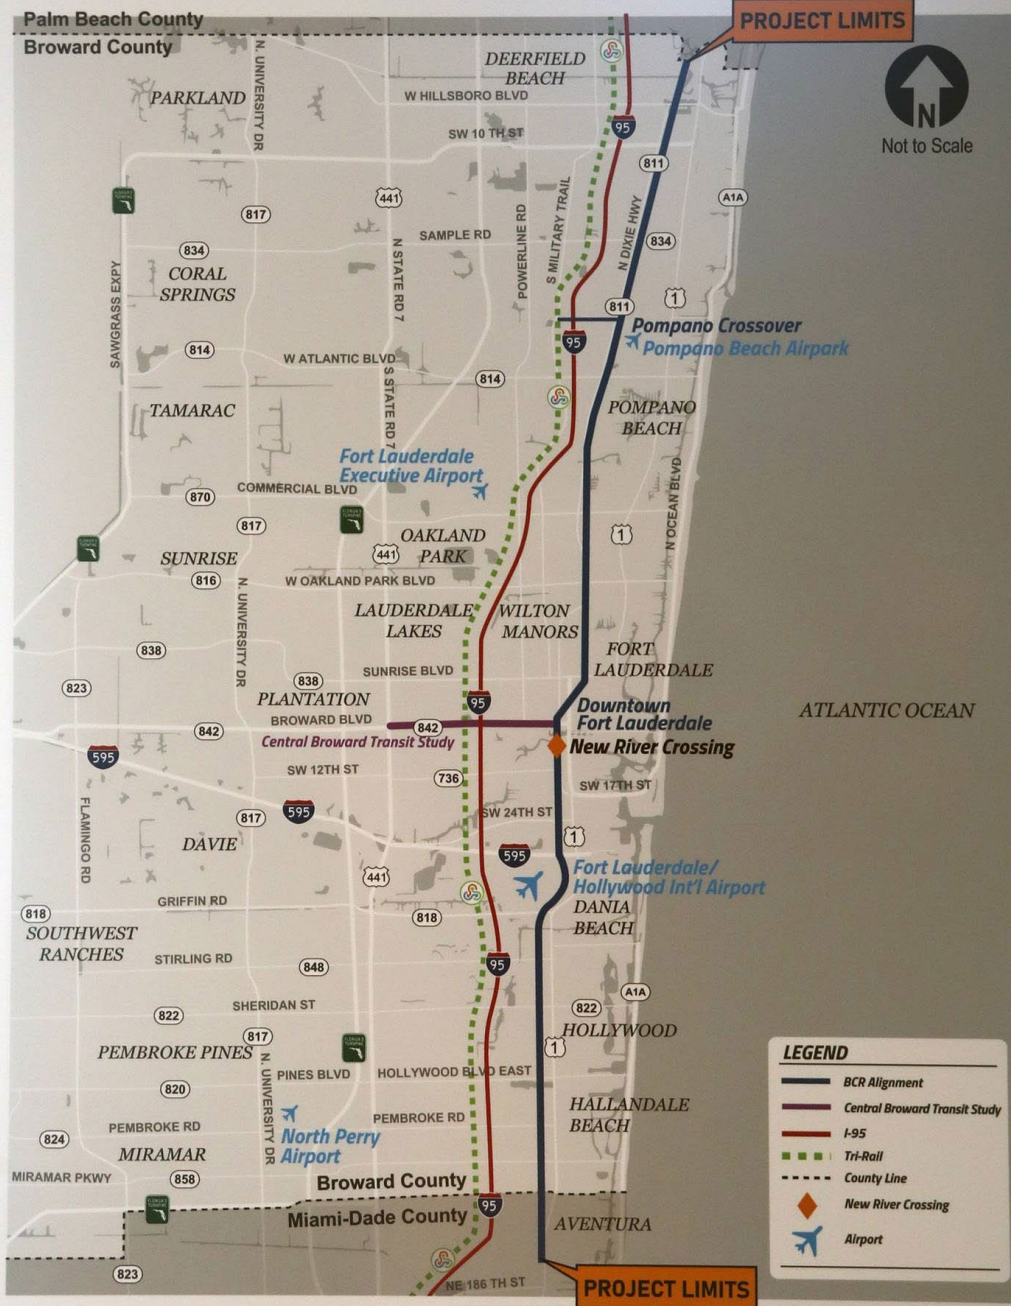 Palm Beach County
Broward County
PROJECT LIMITS
N
Not to Scale
N. UNIVERSITY DR
DEERFIELD
BEACH
W HILLSBORO BLVD
PARKLAND
95
SW 10 TH ST
811
441
A1A
817
S MILITARY TRAIL
POWERLINE RD
N DIXIE HWY
SAMPLE RD
834
834
N STATE RD 7
CORAL
SPRINGS
SAWGRASS EXPY
1
811
Pompano Crossover
Pompano Beach Airpark
95
814
W ATLANTIC BLVD
814
S STATE RD 7
TAMARAC
POMPANO
BEACH
Fort Lauderdale
Executive Airport
N OCEAN BLVD
COMMERCIAL BLVD
870
817
1
OAKLAND
PARK
441
SUNRISE
816
W OAKLAND PARK BLVD
N. UNIVERSITY DR
LAUDERDALE
LAKES
WILTON
MANORS
838
FORT
LAUDERDALE
SUNRISE BLVD
838
823
PLANTATION
95
Downtown
Fort Lauderdale
ATLANTIC OCEAN
BROWARD BLVD
842
842
Central Broward Transit Study
New River Crossing
595
SW 12TH ST
736
SW 17TH ST
595
817
SW 24TH ST
FLAMINGO RD
DAVIE
1
595
441
Fort Lauderdale/
Hollywood Int'l Airport
GRIFFIN RD
818
818
DANIA
BEACH
SOUTHWEST
RANCHES
STIRLING RD
848
95
A1A
SHERIDAN ST
822
822
817
HOLLYWOOD
PEMBROKE PINES
1
N. UNIVERSITY DR
PINES BLVD
HOLLYWOOD BLVD EAST
820
HALLANDALE
BEACH
PEMBROKE RD
PEMBROKE RD
North Perry
Airport
824
MIRAMAR
MIRAMAR PKWY
858
Broward County
95
Miami-Dade County
AVENTURA
823
NE 186 TH ST
PROJECT LIMITS
LEGEND
BCR Alignment
Central Broward Transit Study
I-95
Tri-Rail
County Line
New River Crossing
Airport